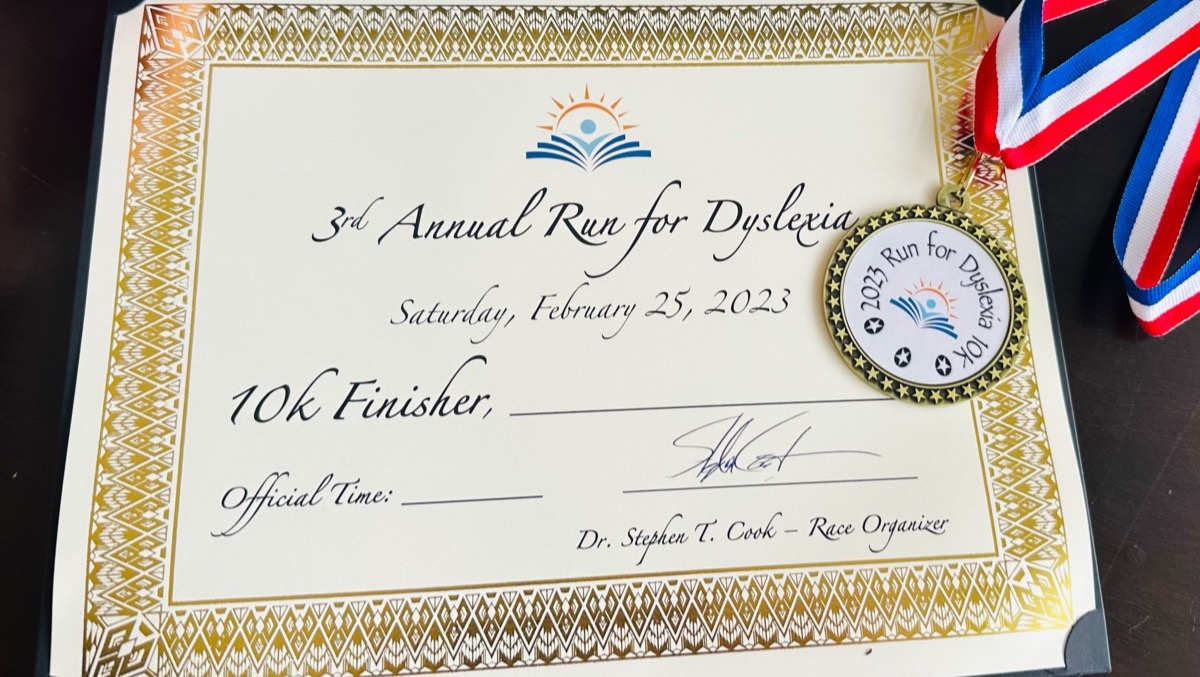 3rd Annual Run for Dyslexia
Saturday, February 25, 2023
10k Finisher,
Official Time:
Dr. Stephen T. Cook – Race Organizer
2023 Run for Dyslexia 10K